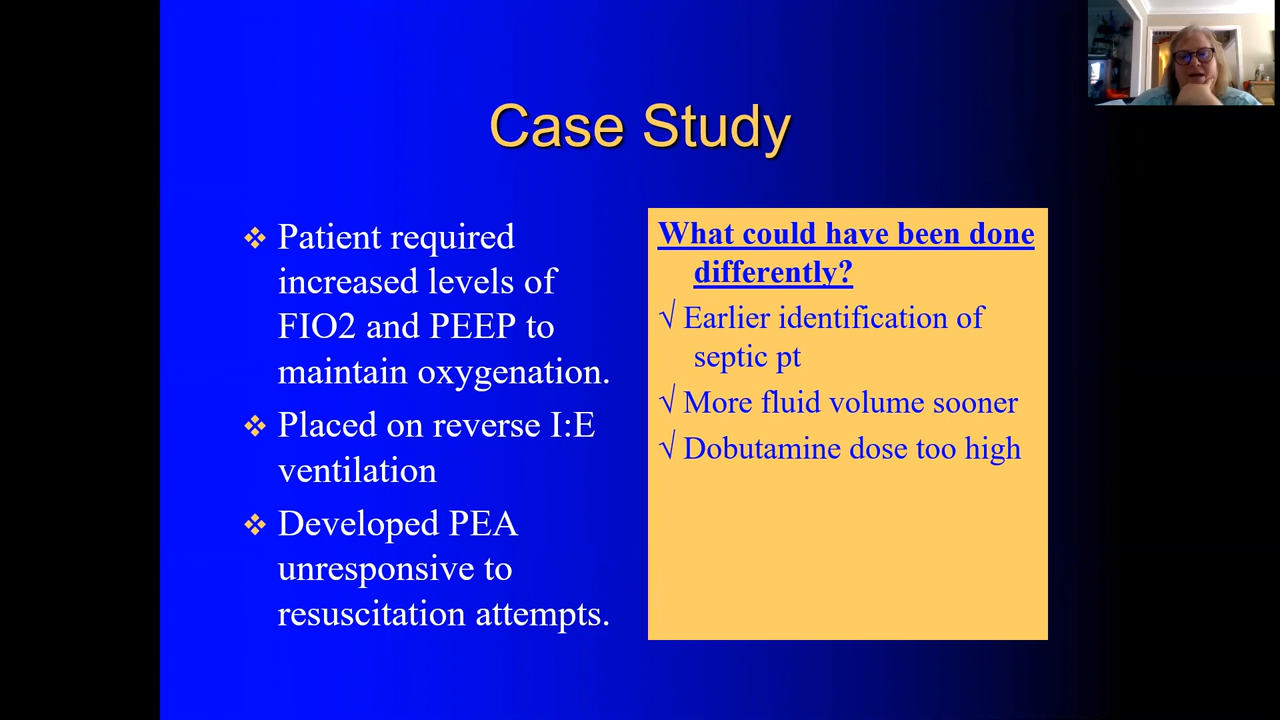 Case Study
❖ Patient required
increased levels of
FIO2 and PEEP to
maintain oxygenation.
❖ Placed on reverse I:E
ventilation
❖ Developed PEA
unresponsive to
resuscitation attempts.
What could have been done
differently?
√ Earlier identification of
septic pt
√ More fluid volume sooner
√ Dobutamine dose too high